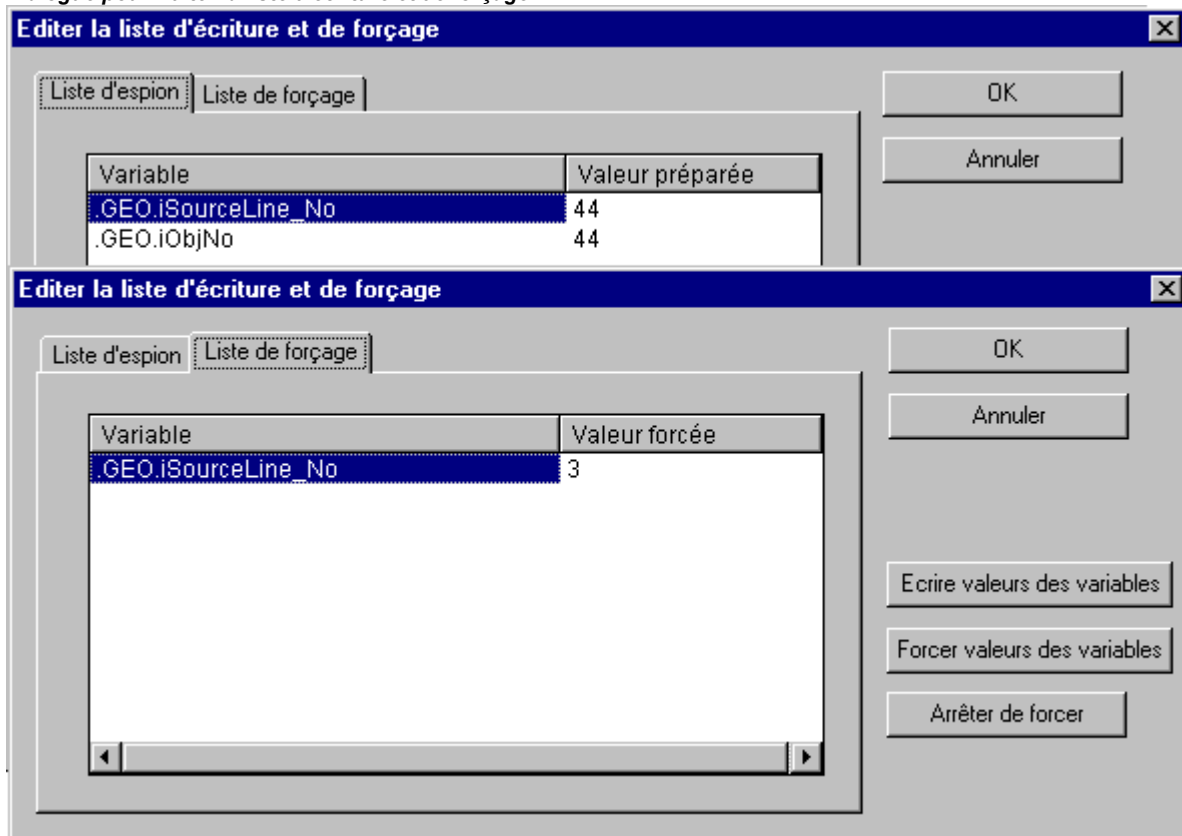 Editer la liste d'écriture et de forçage
Liste d'espion Liste de forçage
OK
Annuler
Variable Valeur préparée
.GEO.iSourceLine_No 44
.GEO.iObjNo 44
Editer la liste d'écriture et de forçage
Liste d'espion Liste de forçage
OK
Annuler
Variable Valeur forcée
.GEO.iSourceLine_No 3
Ecrire valeurs des variables
Forcer valeurs des variables
Arrêter de forcer